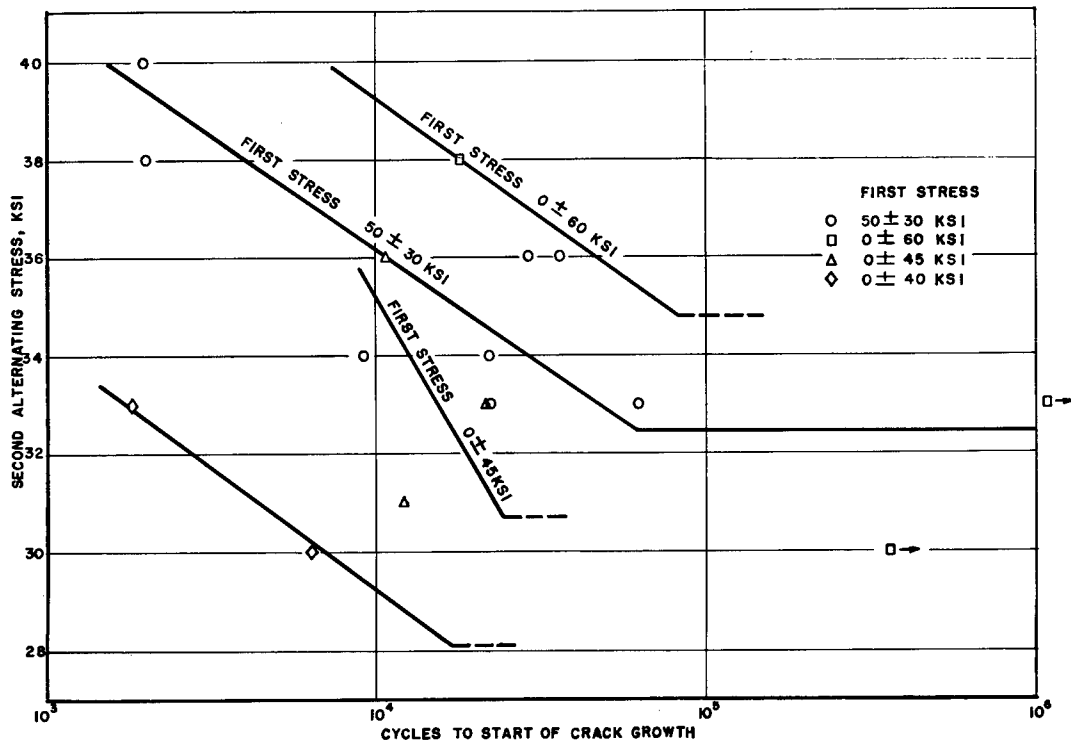 40
38
36
34
32
30
28
SECOND ALTERNATING STRESS, KSI
10³
10⁴
10⁵
10⁶
CYCLES TO START OF CRACK GROWTH
FIRST STRESS 0 ± 60 KSI
FIRST STRESS 50 ± 30 KSI
FIRST STRESS 0 ± 45 KSI
FIRST STRESS
50 ± 30 KSI
0 ± 60 KSI
0 ± 45 KSI
0 ± 40 KSI